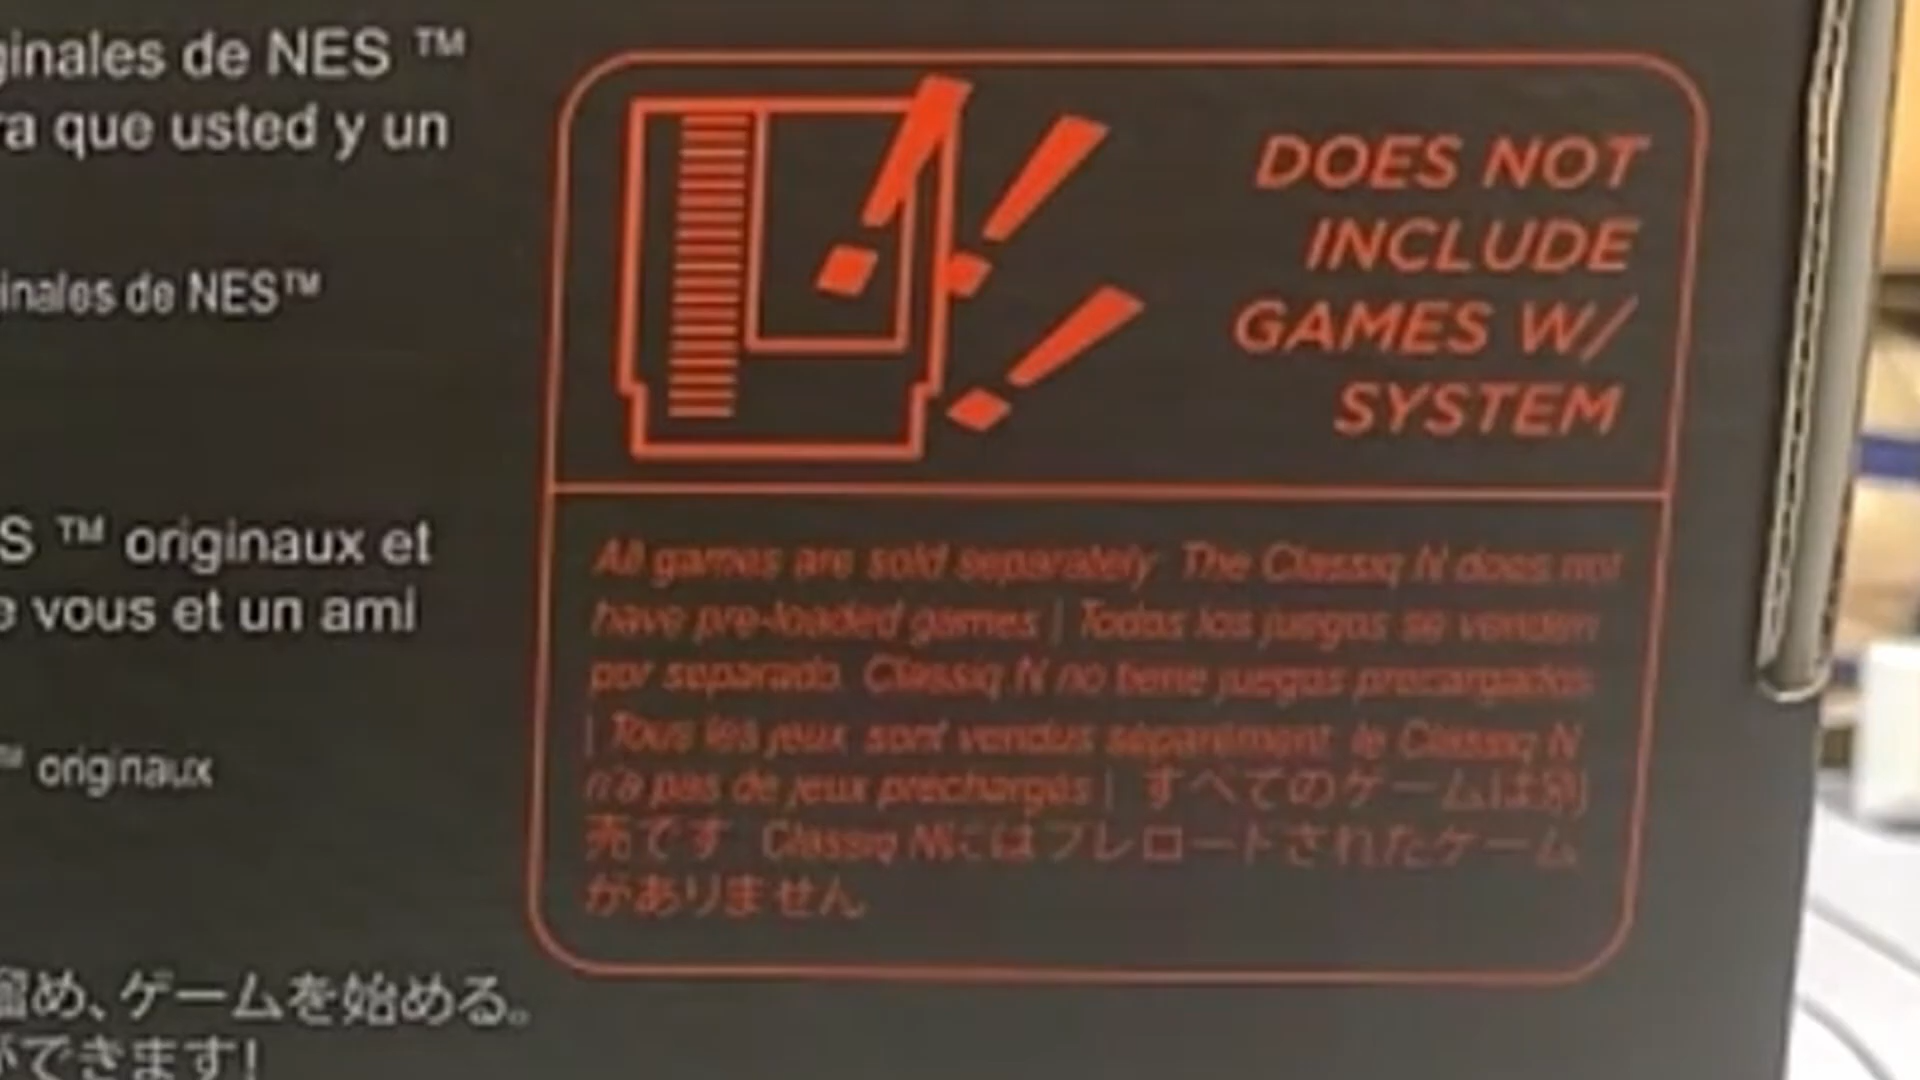 ginales de NES ™
ra que usted y un
inales de NES™
S ™ originaux et
e vous et un ami
™ originaux
留め、ゲームを始める。
ができます!
DOES NOT
INCLUDE
GAMES W/
SYSTEM
All games are sold separately. The Classiq N does not
have pre-loaded games | Todos los juegos se venden
por separado. Classiq N no tiene juegos precargados
| Tous les jeux sont vendus séparément, le Classiq N
n'a pas de jeux préchargés | すべてのゲームは別
売です。Classiq Nにはプレロードされたゲーム
がありません